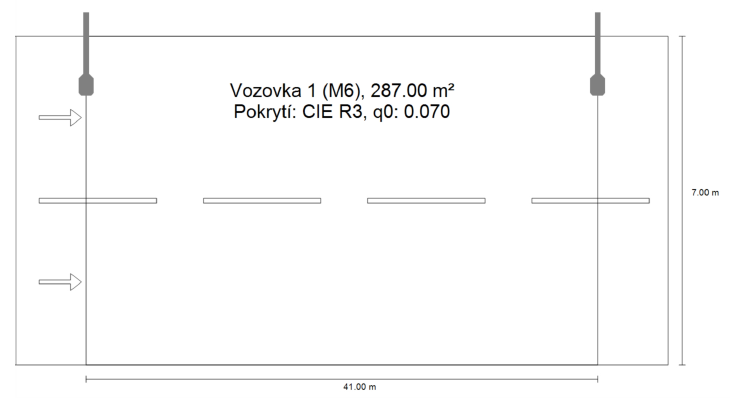 Vozovka 1 (M6), 287.00 m²
Pokrytí: CIE R3, q0: 0.070
7.00 m
41.00 m